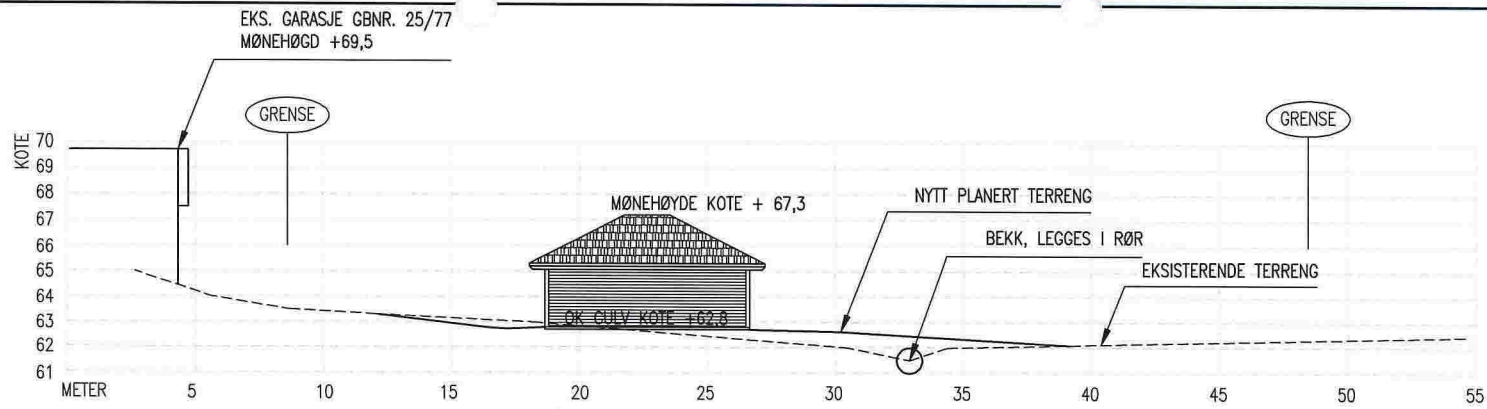 EKS. GARASJE GBNR. 25/77
MØNEHØGD +69,5
GRENSE
GRENSE
KOTE
70
69
68
67
66
65
64
63
62
61
MØNEHØYDE KOTE + 67,3
NYTT PLANERT TERRENG
BEKK, LEGGES I RØR
EKSISTERENDE TERRENG
OK GULV KOTE +62,8
METER 5 10 15 20 25 30 35 40 45 50 55